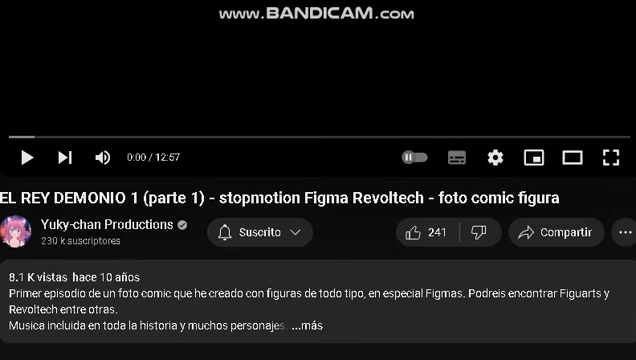 www.BANDICAM.com
0:00 / 12:57
EL REY DEMONIO 1 (parte 1) - stopmotion Figma Revoltech - foto comic figura
Yuky-chan Productions
230 k suscriptores
Suscrito
241
Compartir
8.1 K vistas hace 10 años
Primer episodio de un foto comic que he creado con figuras de todo tipo, en especial Figmas. Podreis encontrar Figuarts y
Revoltech entre otras.
Musica incluida en toda la historia y muchos personajes. ...más